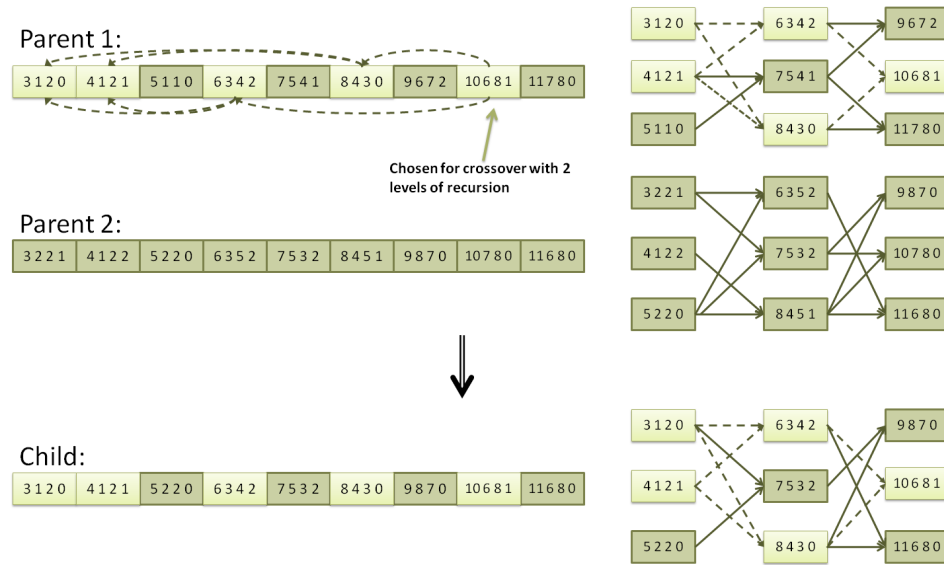 Parent 1:
3120 4121 5110 6342 7541 8430 9672 10681 11780
Chosen for crossover with 2
levels of recursion
3120 6342 9672
4121 7541 10681
5110 8430 11780
Parent 2:
3221 4122 5220 6352 7532 8451 9870 10780 11680
3221 6352 9870
4122 7532 10780
5220 8451 11680
Child:
3120 4121 5220 6342 7532 8430 9870 10681 11680
3120 6342 9870
4121 7532 10681
5220 8430 11680